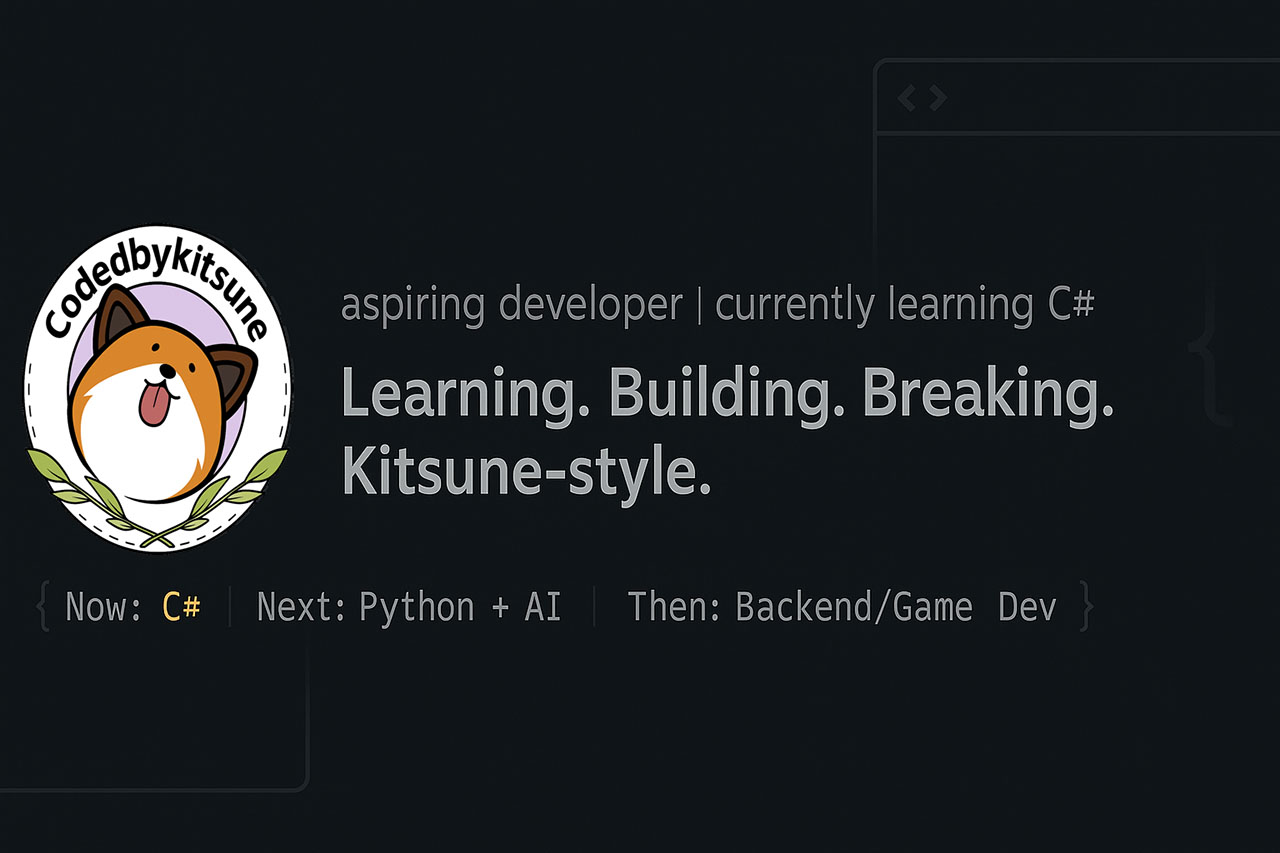 Codedbykitsune
aspiring developer | currently learning C#
Learning. Building. Breaking.
Kitsune-style.
{ Now: C# | Next: Python + AI | Then: Backend/Game Dev }
< >
{